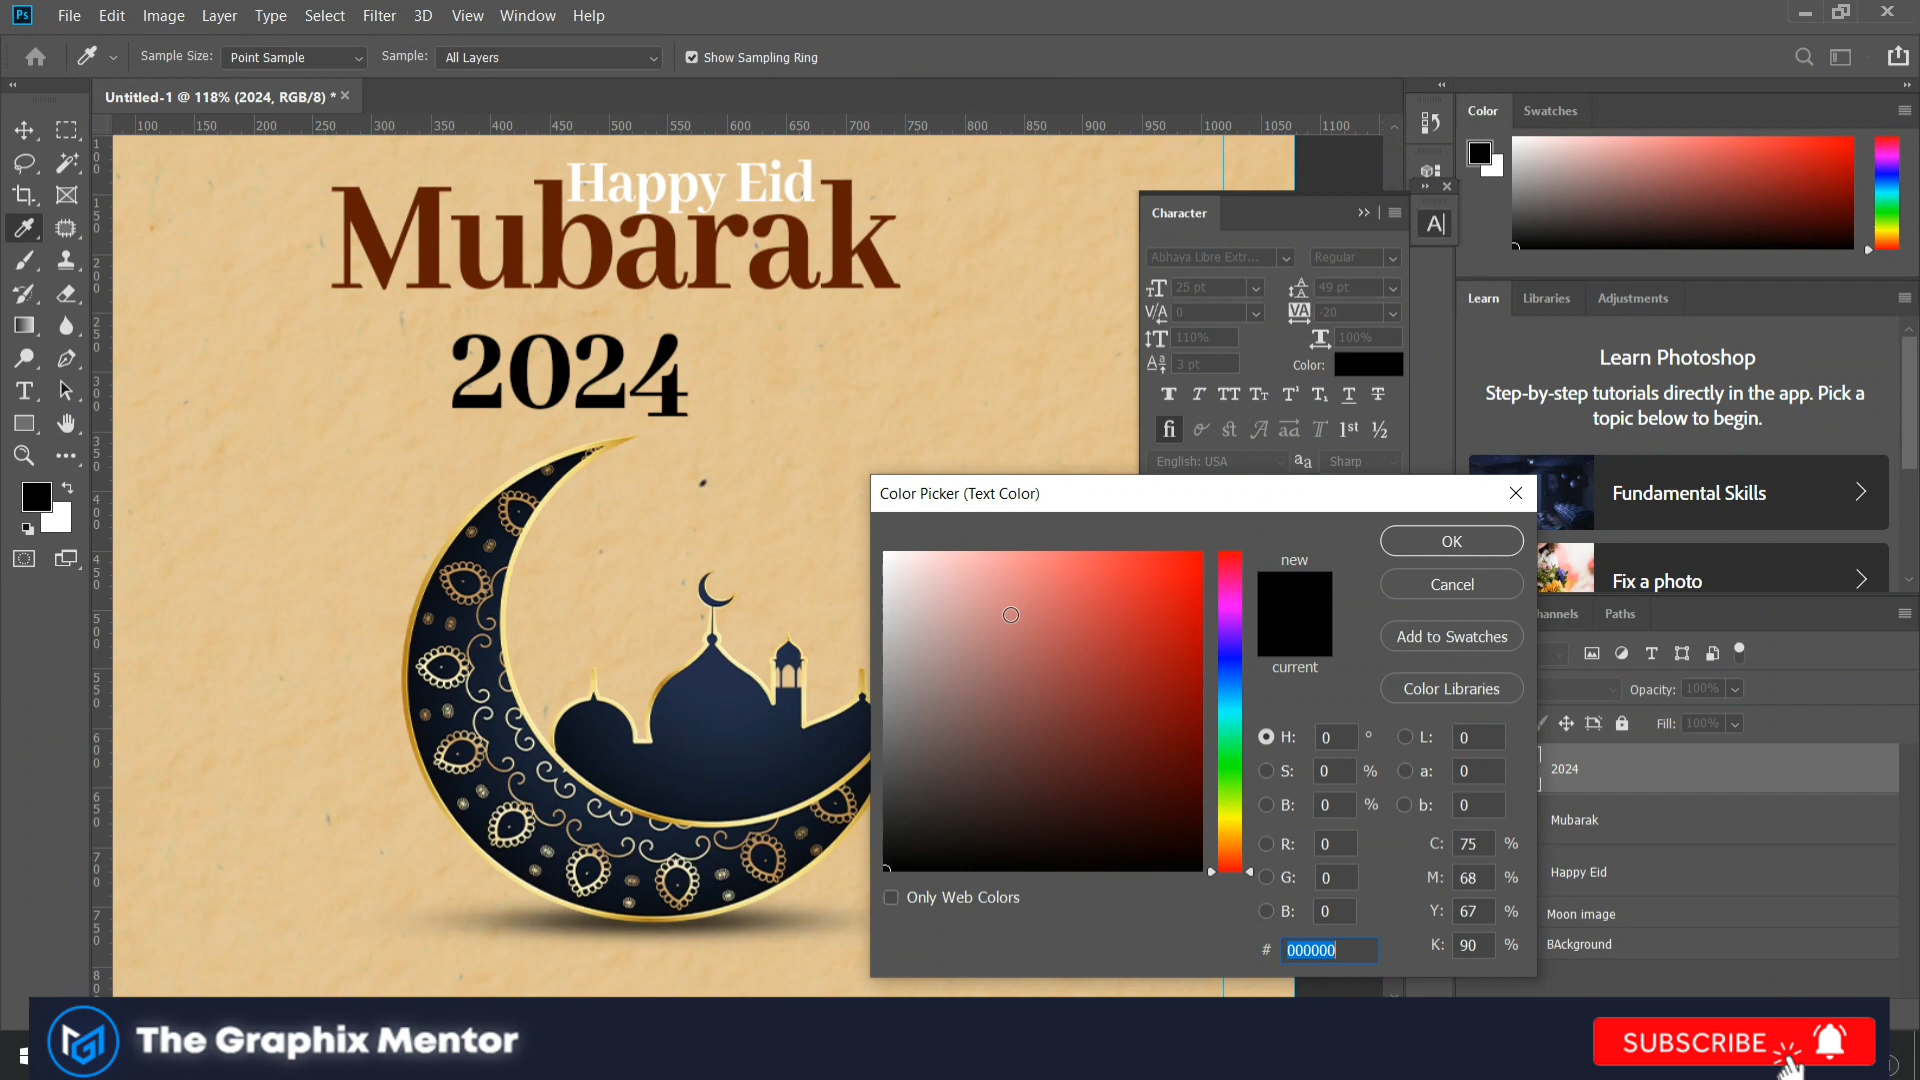 Ps File Edit Image Layer Type Select Filter 3D View Window Help
Sample Size: Point Sample Sample: All Layers Show Sampling Ring
Untitled-1 @ 118% (2024, RGB/8) *
100 150 200 250 300 350 400 450 500 550 600 650 700 750 800 850 900 950 1000 1050 1100
Happy Eid
Mubarak
2024
Character
Abhaya Libre Extr... Regular
25 pt 49 pt
0 -20
110% 100%
3 pt Color:
English: USA Sharp
Color Swatches
Learn Libraries Adjustments
Learn Photoshop
Step-by-step tutorials directly in the app. Pick a
topic below to begin.
Fundamental Skills
Fix a photo
Color Picker (Text Color)
new
current
OK
Cancel
Add to Swatches
Color Libraries
H: 0 ° L: 0
S: 0 % a: 0
B: 0 % b: 0
R: 0 C: 75 %
G: 0 M: 68 %
B: 0 Y: 67 %
# 000000 K: 90 %
Only Web Colors
hannels Paths
Opacity: 100%
Fill: 100%
2024
Mubarak
Happy Eid
Moon image
BAckground
The Graphix Mentor
SUBSCRIBE